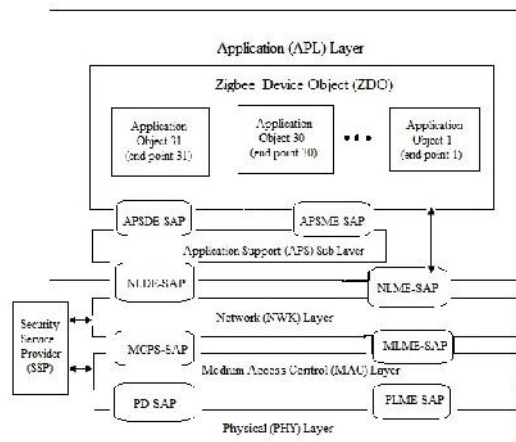 Application (APL) Layer
Zigbee Device Object (ZDO)
Application
Object 31
(end point 31)
Application
Object 30
(end point 30)
Application
Object 1
(end point 1)
APSDE SAP
APSME SAP
Application Support (APS) Sub Layer
NLDE-SAP
NLME-SAP
Security
Service
Provider
(SSP)
Network (NWK) Layer
MCPS-SAP
MLME-SAP
Medium Access Control (MAC) Layer
PD SAP
PLME SAP
Physical (PHY) Layer